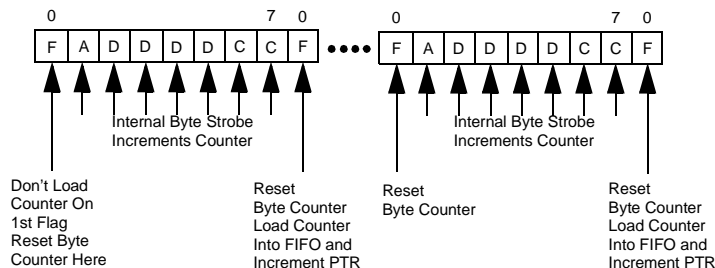 0 7 0 0 7 0
F A D D D D C C F F A D D D D C C F
Internal Byte Strobe
Increments Counter
Internal Byte Strobe
Increments Counter
Don't Load
Counter On
1st Flag
Reset Byte
Counter Here
Reset
Byte Counter
Load Counter
Into FIFO and
Increment PTR
Reset
Byte Counter
Reset
Byte Counter
Load Counter
Into FIFO and
Increment PTR